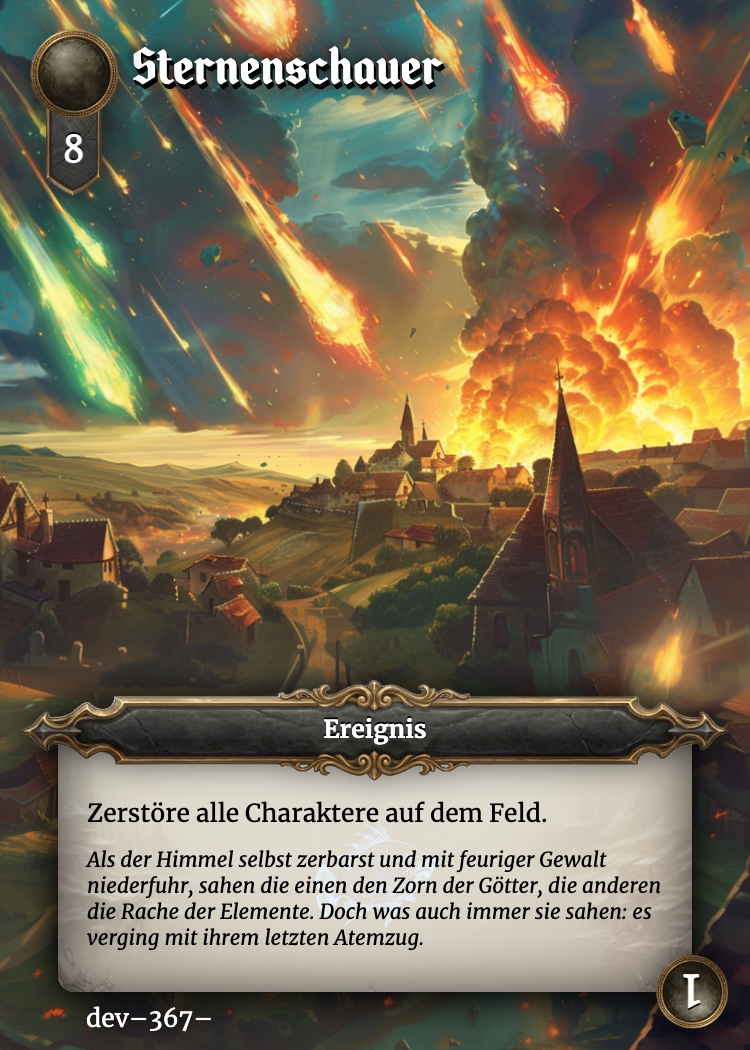 Sternenschauer
8
Ereignis
Zerstöre alle Charaktere auf dem Feld.
Als der Himmel selbst zerbarst und mit feuriger Gewalt
niederfuhr, sahen die einen den Zorn der Götter, die anderen
die Rache der Elemente. Doch was auch immer sie sahen: es
verging mit ihrem letzten Atemzug.
dev–367–
1